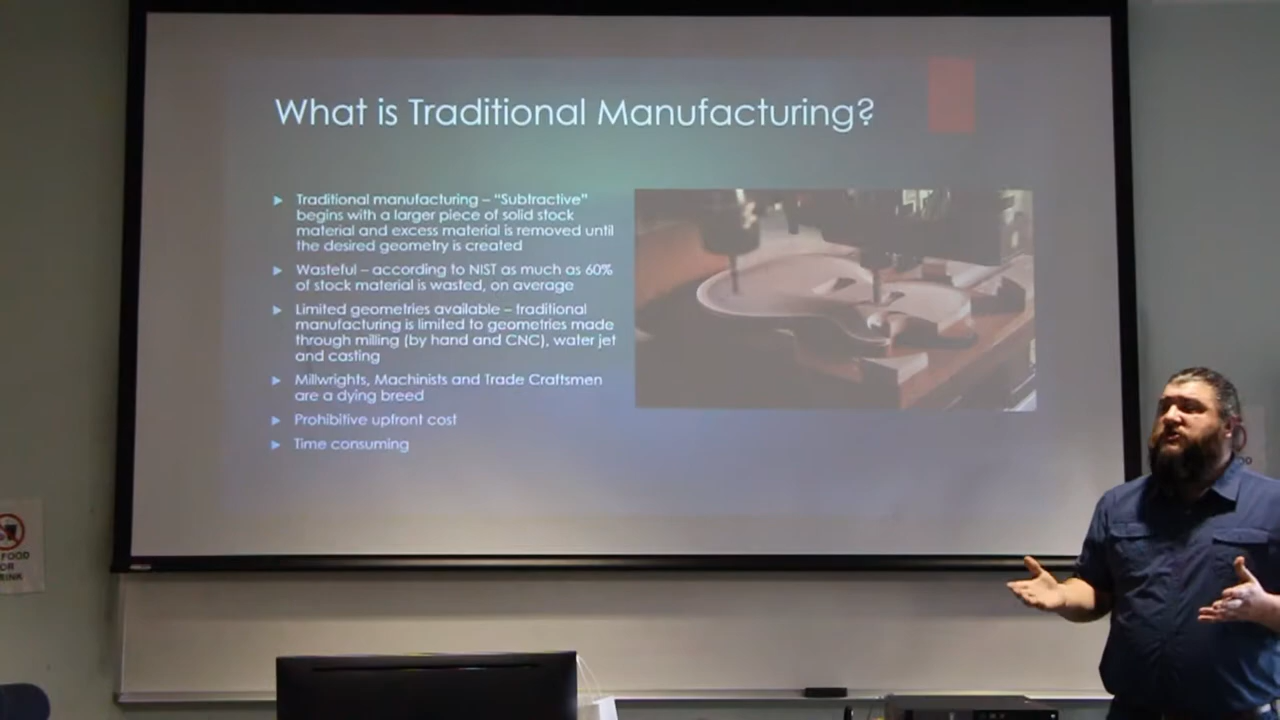 What is Traditional Manufacturing?
Traditional manufacturing – “Subtractive”
begins with a larger piece of solid stock
material and excess material is removed until
the desired geometry is created
Wasteful – according to NIST as much as 60%
of stock material is wasted, on average
Limited geometries available – traditional
manufacturing is limited to geometries made
through milling (by hand and CNC), water jet
and casting
Millwrights, Machinists and Trade Craftsmen
are a dying breed
Prohibitive upfront cost
Time consuming
FOOD
OR
RINK